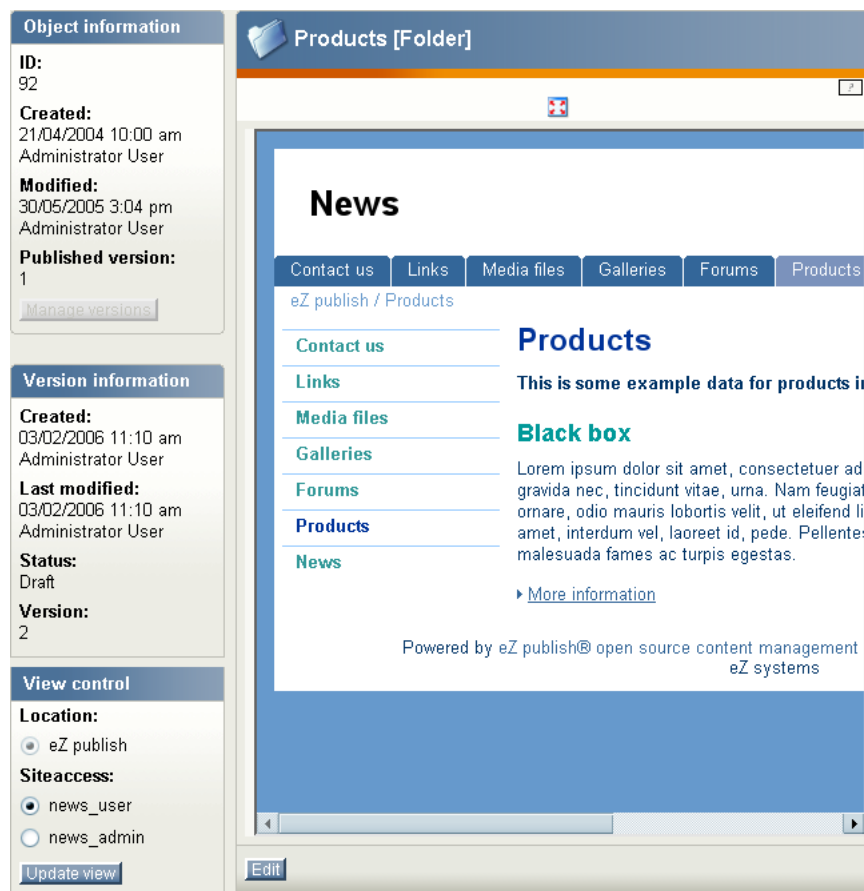 Object information
ID:
92
Created:
21/04/2004 10:00 am
Administrator User
Modified:
30/05/2005 3:04 pm
Administrator User
Published version:
1
Manage versions
Version information
Created:
03/02/2006 11:10 am
Administrator User
Last modified:
03/02/2006 11:10 am
Administrator User
Status:
Draft
Version:
2
View control
Location:
eZ publish
Siteaccess:
news_user
news_admin
Update view
Products [Folder]
?
News
Contact us Links Media files Galleries Forums Products
eZ publish / Products
Contact us
Links
Media files
Galleries
Forums
Products
News
Products
This is some example data for products
Black box
Lorem ipsum dolor sit amet, consectetuer ad
gravida nec, tincidunt vitae, urna. Nam feugiat
ornare, odio mauris lobortis velit, ut eleifend li
amet, interdum vel, laoreet id, pede. Pellentes
malesuada fames ac turpis egestas.
More information
Powered by eZ publish® open source content management
eZ systems
Edit